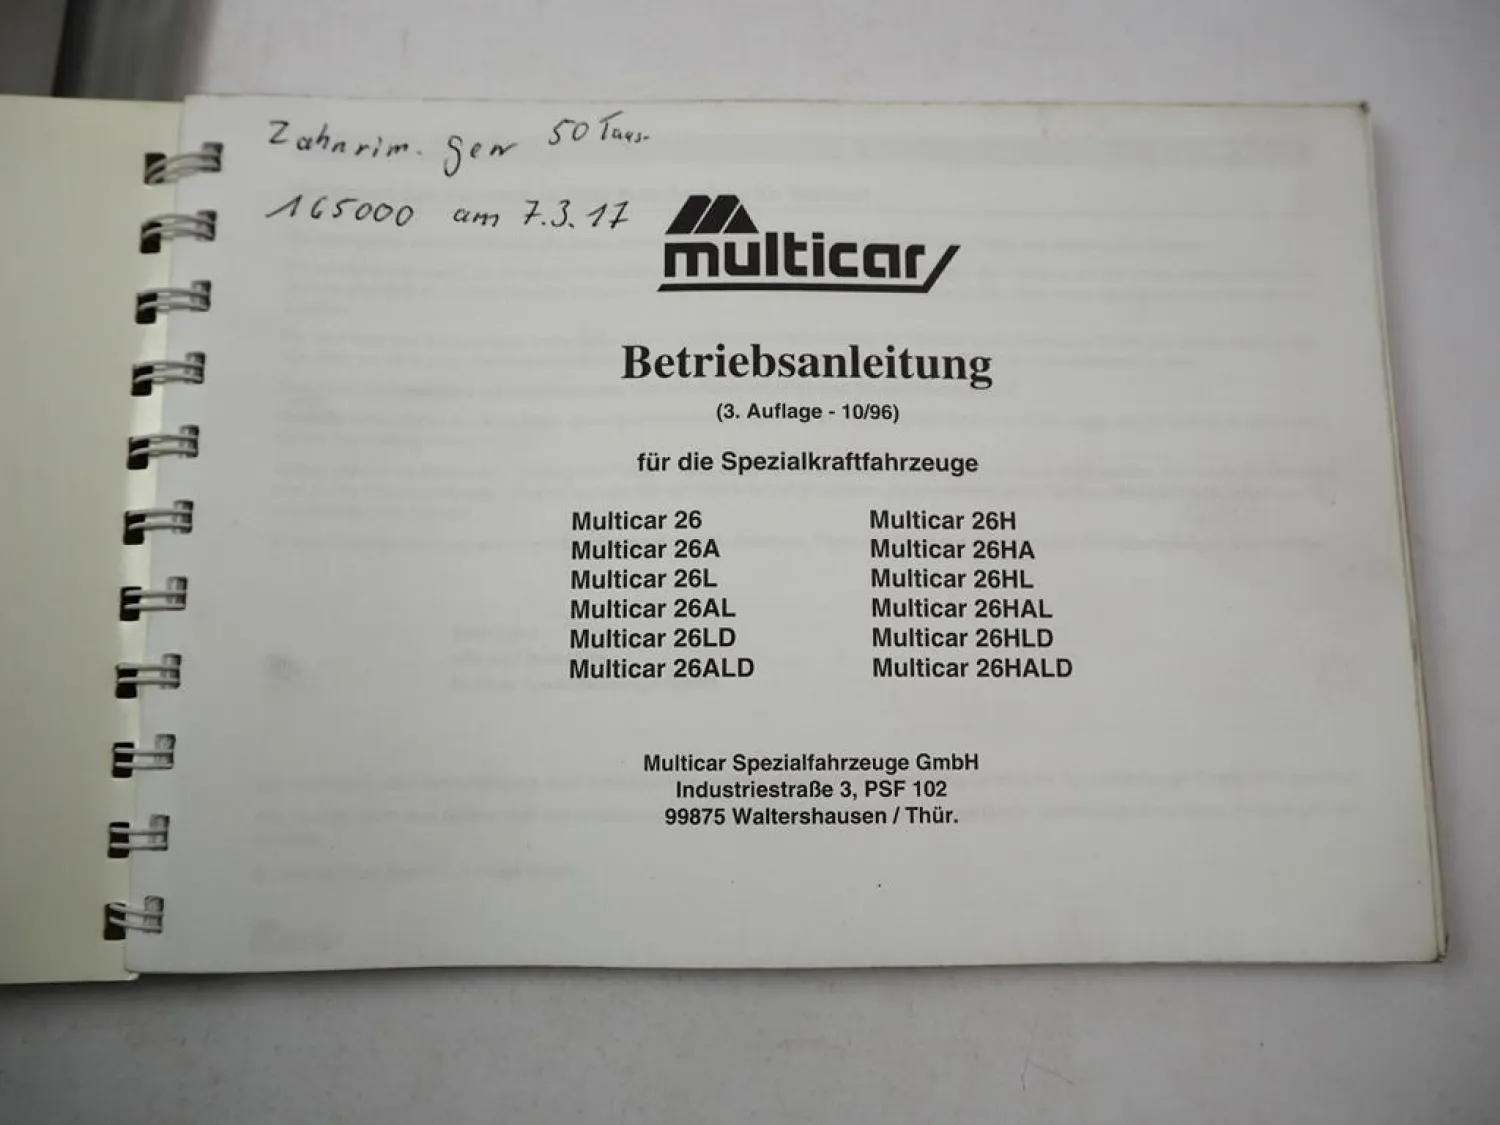 Zahnrim. gew 50 Taus.
165000 am 7.3.17
multicar
Betriebsanleitung
(3. Auflage - 10/96)
für die Spezialkraftfahrzeuge
Multicar 26 Multicar 26H
Multicar 26A Multicar 26HA
Multicar 26L Multicar 26HL
Multicar 26AL Multicar 26HAL
Multicar 26LD Multicar 26HLD
Multicar 26ALD Multicar 26HALD
Multicar Spezialfahrzeuge GmbH
Industriestraße 3, PSF 102
99875 Waltershausen / Thür.